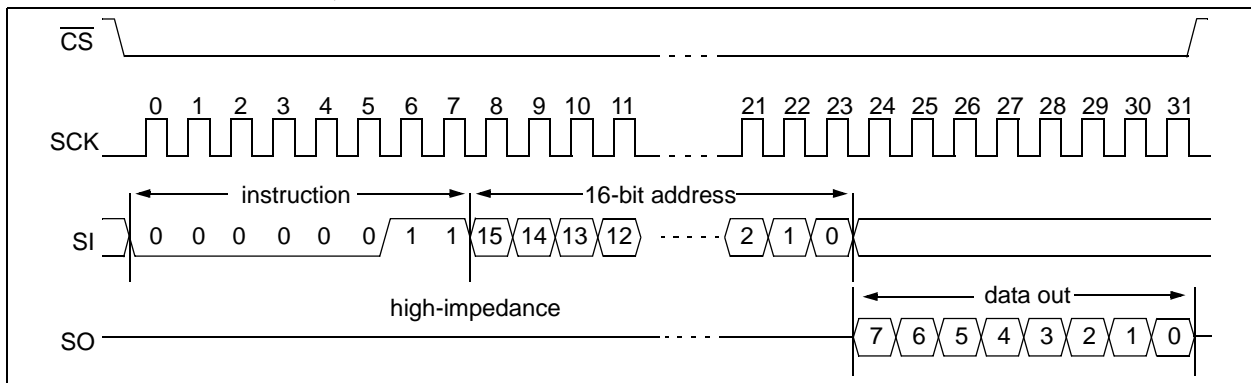 CS
0 1 2 3 4 5 6 7 8 9 10 11 21 22 23 24 25 26 27 28 29 30 31
SCK
instruction 16-bit address
SI 0 0 0 0 0 0 1 1 15 14 13 12 2 1 0
high-impedance data out
SO 7 6 5 4 3 2 1 0